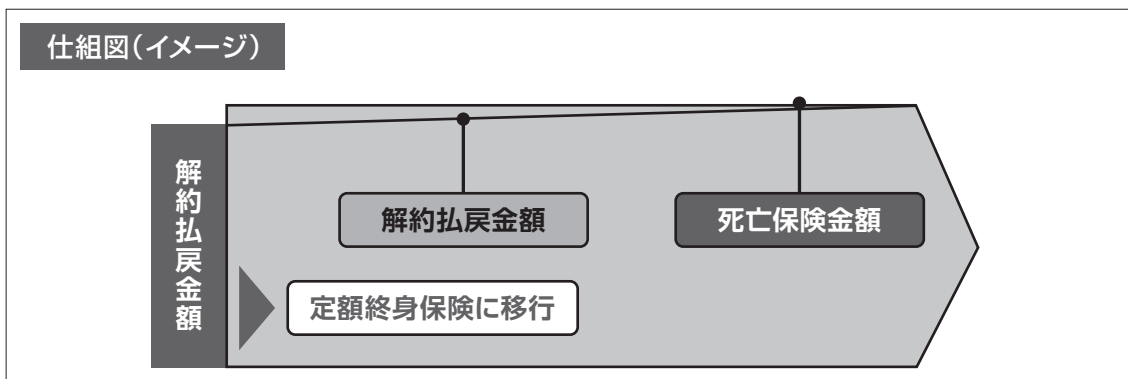 仕組図(イメージ)
解約払戻金額
解約払戻金額
死亡保険金額
定額終身保険に移行